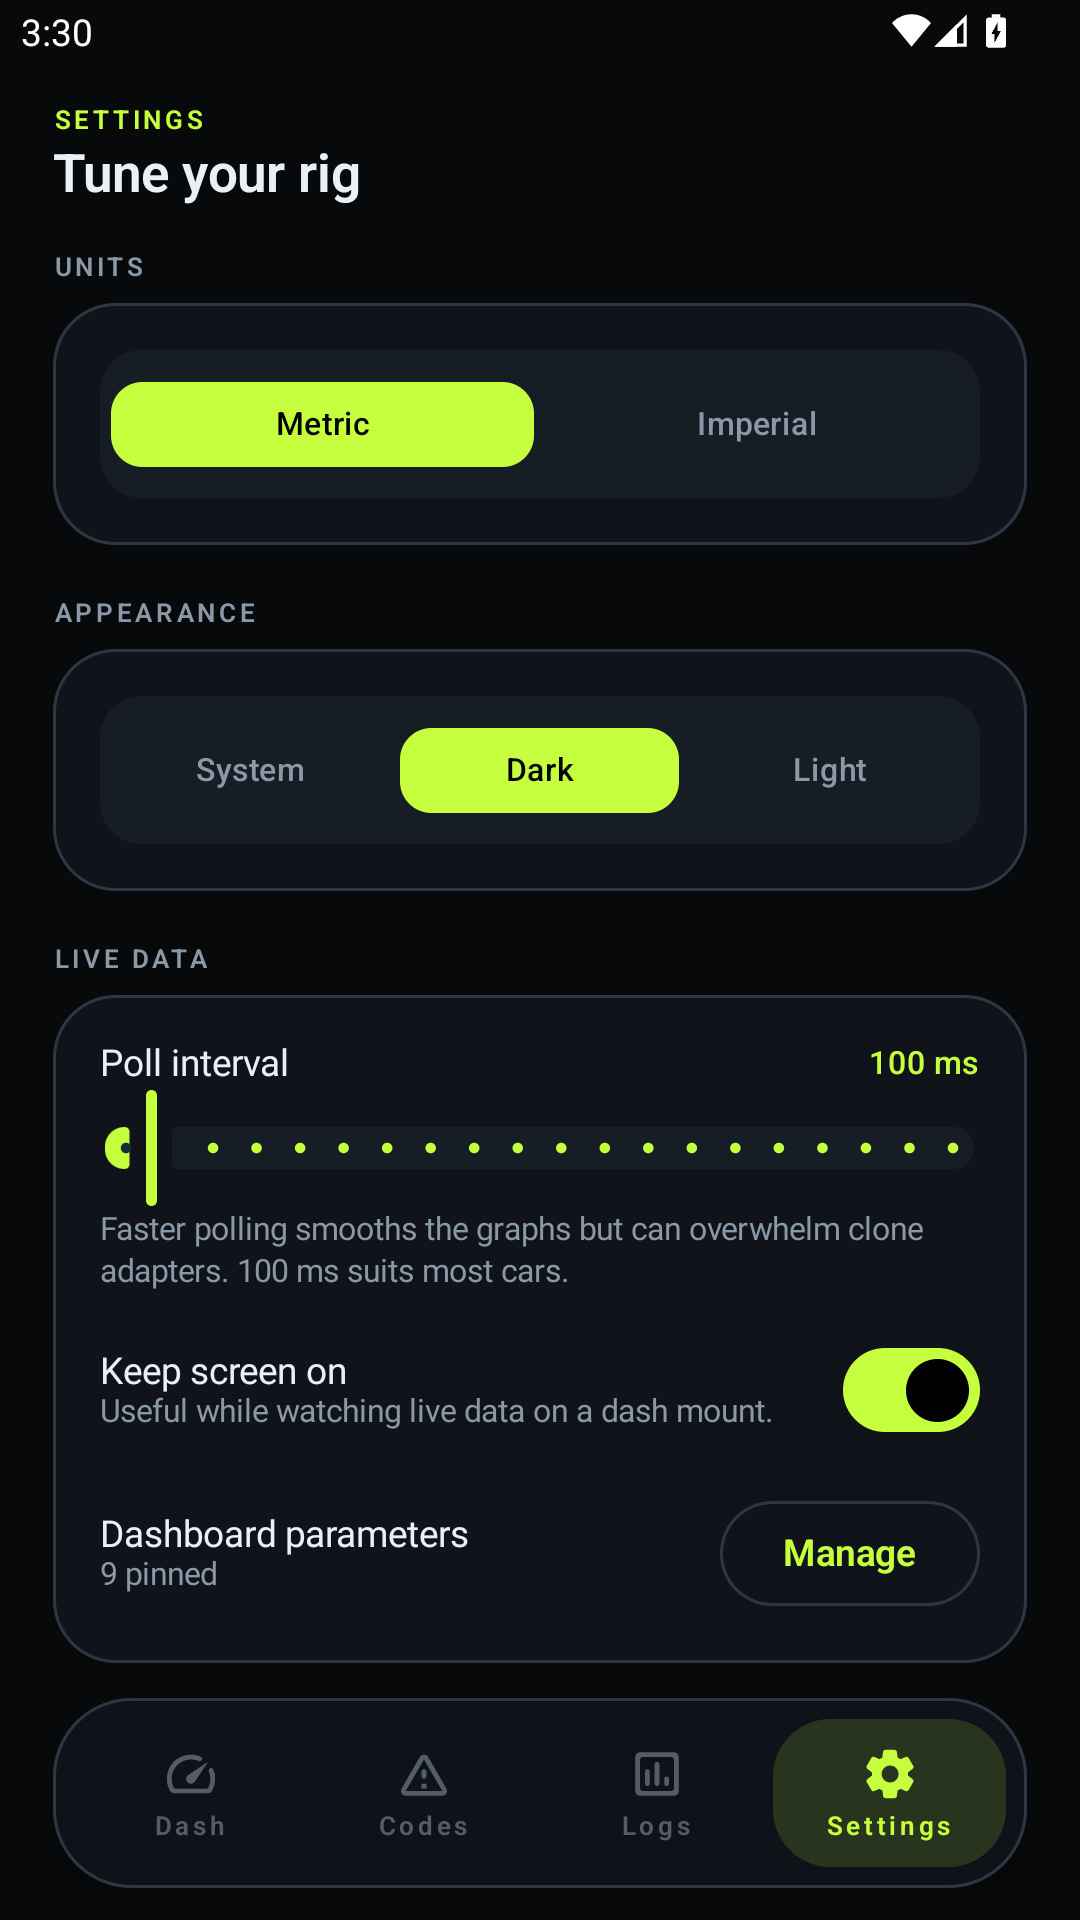 3:30
SETTINGS
Tune your rig
UNITS
Metric
Imperial
APPEARANCE
System
Dark
Light
LIVE DATA
Poll interval
100 ms
Faster polling smooths the graphs but can overwhelm clone
adapters. 100 ms suits most cars.
Keep screen on
Useful while watching live data on a dash mount.
Dashboard parameters
9 pinned
Manage
Dash
Codes
Logs
Settings